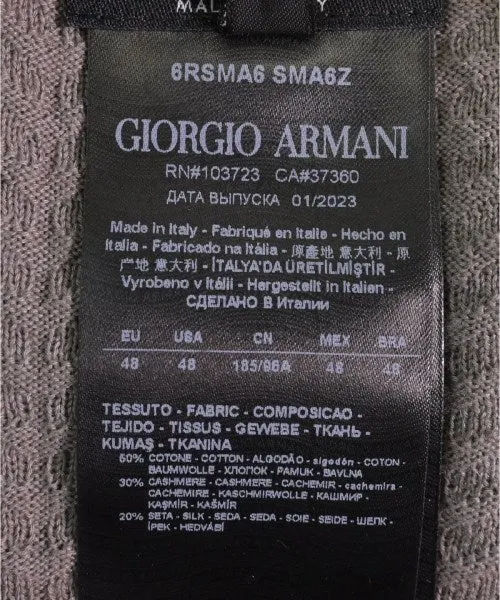 6RSMA6 SMA6Z
GIORGIO ARMANI
RN#103723 CA#37360
ДАТА ВЫПУСКА 01/2023
Made in Italy - Fabriqué en Italie - Hecho en
Italia - Fabricado na Itália - 原產地 意大利 - 原
产地 意大利 - İTALYA'DA ÜRETİLMİŞTİR -
Vyrobeno v Itálii - Hergestellt in Italien -
СДЕЛАНО В Италии
EU USA CN MEX BRA
48 48 185/96A 48 48
TESSUTO - FABRIC - COMPOSICAO -
TEJIDO - TISSUS - GEWEBE - ТКАНЬ -
KUMAŞ - TKANINA
50% COTONE - COTTON - ALGODÃO - algodón - COTON -
BAUMWOLLE - ХЛОПОК - PAMUK - BAVLNA
30% CASHMERE - CASHMERE - CACHEMIR - cachemira -
CACHEMIRE - KASCHMIRWOLLE - КАШМИР -
KAŞMİR - KAŠMÍR
20% SETA - SILK - SEDA - SEDA - SOIE - SEIDE - ШЕЛК -
İPEK - HEDVÁBÍ